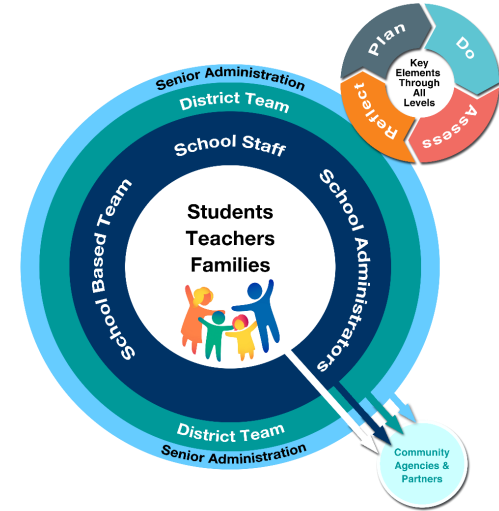 Plan
Do
Assess
Reflect
Key
Elements
Through
All
Levels
Senior Administration
District Team
School Staff
School Based Team
School Administrators
Students
Teachers
Families
District Team
Senior Administration
Community
Agencies &
Partners